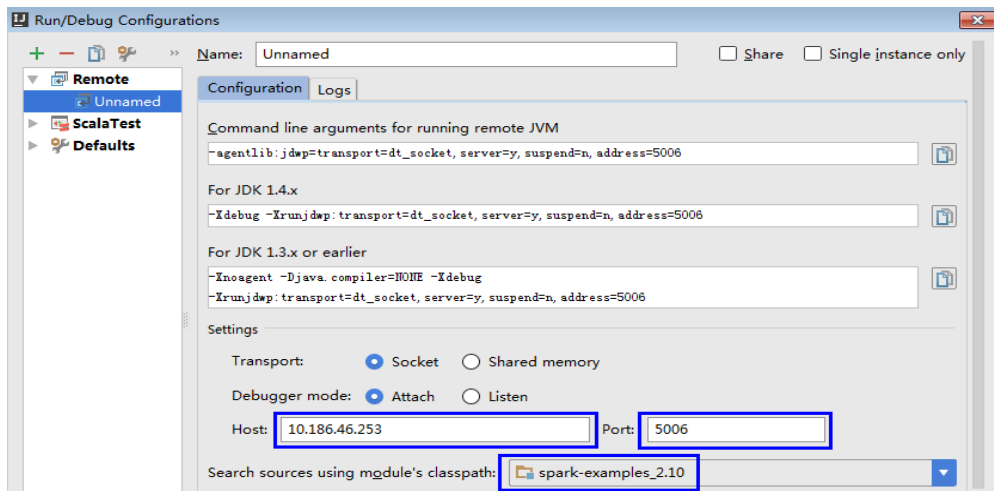 Run/Debug Configurations
Name: Unnamed Share Single instance only
Remote
Unnamed
ScalaTest
Defaults
Configuration Logs
Command line arguments for running remote JVM
-agentlib:jdwp=transport=dt_socket, server=y, suspend=n, address=5006
For JDK 1.4.x
-Xdebug -Xrunjdwp:transport=dt_socket, server=y, suspend=n, address=5006
For JDK 1.3.x or earlier
-Xnoagent -Djava.compiler=NONE -Xdebug
-Xrunjdwp:transport=dt_socket, server=y, suspend=n, address=5006
Settings
Transport: Socket Shared memory
Debugger mode: Attach Listen
Host: 10.186.46.253 Port: 5006
Search sources using module's classpath: spark-examples_2.10